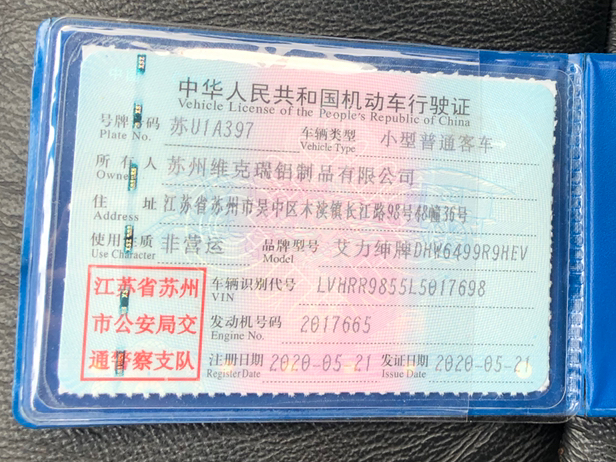 中华人民共和国机动车行驶证
Vehicle License of the People's Republic of China
号牌号码 苏U1A397 车辆类型 小型普通客车
Plate No. Vehicle Type
所有人 苏州维克瑞铝制品有限公司
Owner
住址 江苏省苏州市吴中区木渎镇长江路98号48幢36号
Address
使用性质 非营运 品牌型号 艾力绅牌DHW6499R9HEV
Use Character Model
江苏省苏州 车辆识别代号 LVHRR9855L5017698
VIN
市公安局交 发动机号码 2017665
Engine No.
通警察支队 注册日期 2020-05-21 发证日期 2020-05-21
Register Date Issue Date